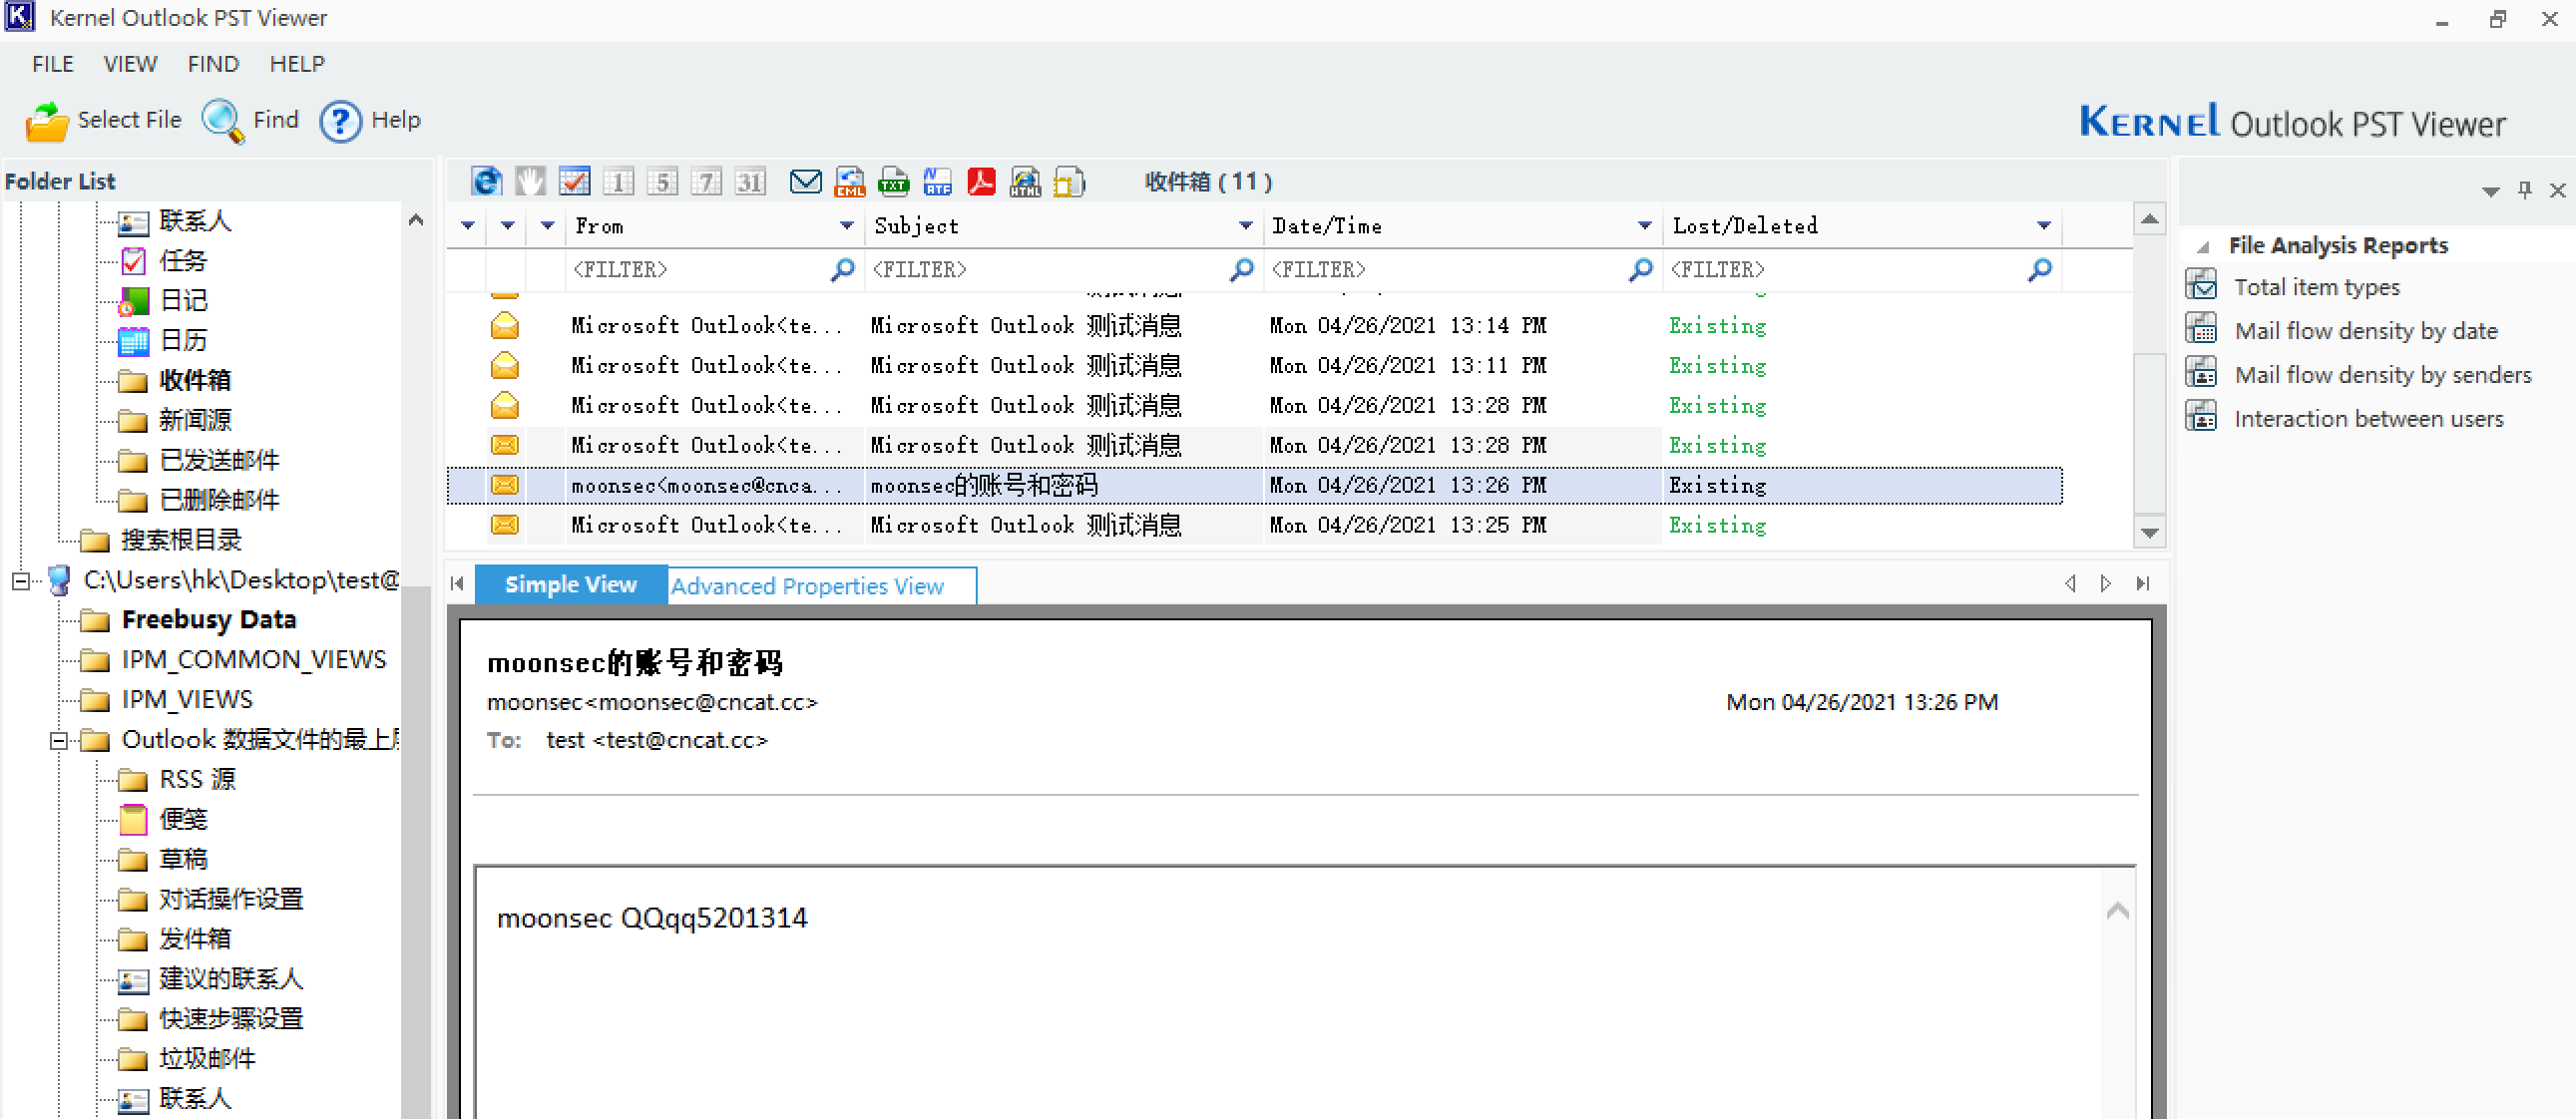 Kernel Outlook PST Viewer
FILE VIEW FIND HELP
Select File Find Help
KERNEL Outlook PST Viewer
Folder List
联系人
任务
日记
日历
收件箱
新闻源
已发送邮件
已删除邮件
搜索根目录
C:\Users\hk\Desktop\test@
Freebusy Data
IPM_COMMON_VIEWS
IPM_VIEWS
Outlook 数据文件的最上
RSS 源
便笺
草稿
对话操作设置
发件箱
建议的联系人
快速步骤设置
垃圾邮件
联系人
1 5 7 31 EML TXT RTF HTML 收件箱 ( 11 )
From Subject Date/Time Lost/Deleted
<FILTER> <FILTER> <FILTER> <FILTER>
Microsoft Outlook<te... Microsoft Outlook 测试消息 Mon 04/26/2021 13:14 PM Existing
Microsoft Outlook<te... Microsoft Outlook 测试消息 Mon 04/26/2021 13:11 PM Existing
Microsoft Outlook<te... Microsoft Outlook 测试消息 Mon 04/26/2021 13:28 PM Existing
Microsoft Outlook<te... Microsoft Outlook 测试消息 Mon 04/26/2021 13:28 PM Existing
moonsec<moonsec@cnca... moonsec的账号和密码 Mon 04/26/2021 13:26 PM Existing
Microsoft Outlook<te... Microsoft Outlook 测试消息 Mon 04/26/2021 13:25 PM Existing
Simple View Advanced Properties View
moonsec的账号和密码
moonsec<moonsec@cncat.cc> Mon 04/26/2021 13:26 PM
To: test <test@cncat.cc>
moonsec QQqq5201314
File Analysis Reports
Total item types
Mail flow density by date
Mail flow density by senders
Interaction between users